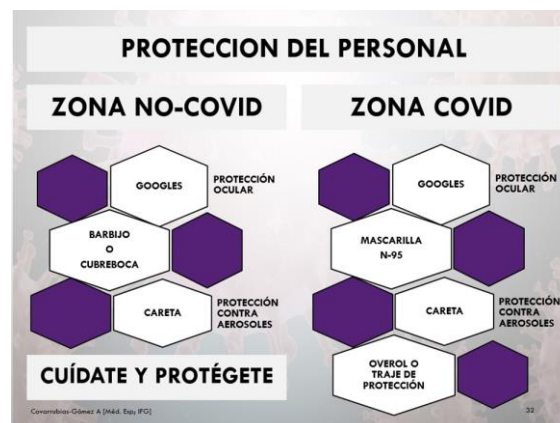 PROTECCION DEL PERSONAL
ZONA NO-COVID
GOOGLES
PROTECCIÓN
OCULAR
BARBIJO
O
CUBREBOCA
CARETA
PROTECCIÓN
CONTRA
AEROSOLES
CUÍDATE Y PROTÉGETE
ZONA COVID
GOOGLES
PROTECCIÓN
OCULAR
MASCARILLA
N-95
CARETA
PROTECCIÓN
CONTRA
AEROSOLES
OVEROL O
TRAJE DE
PROTECCIÓN
Covarrubias-Gómez A [Méd. Esp; IFG]
32